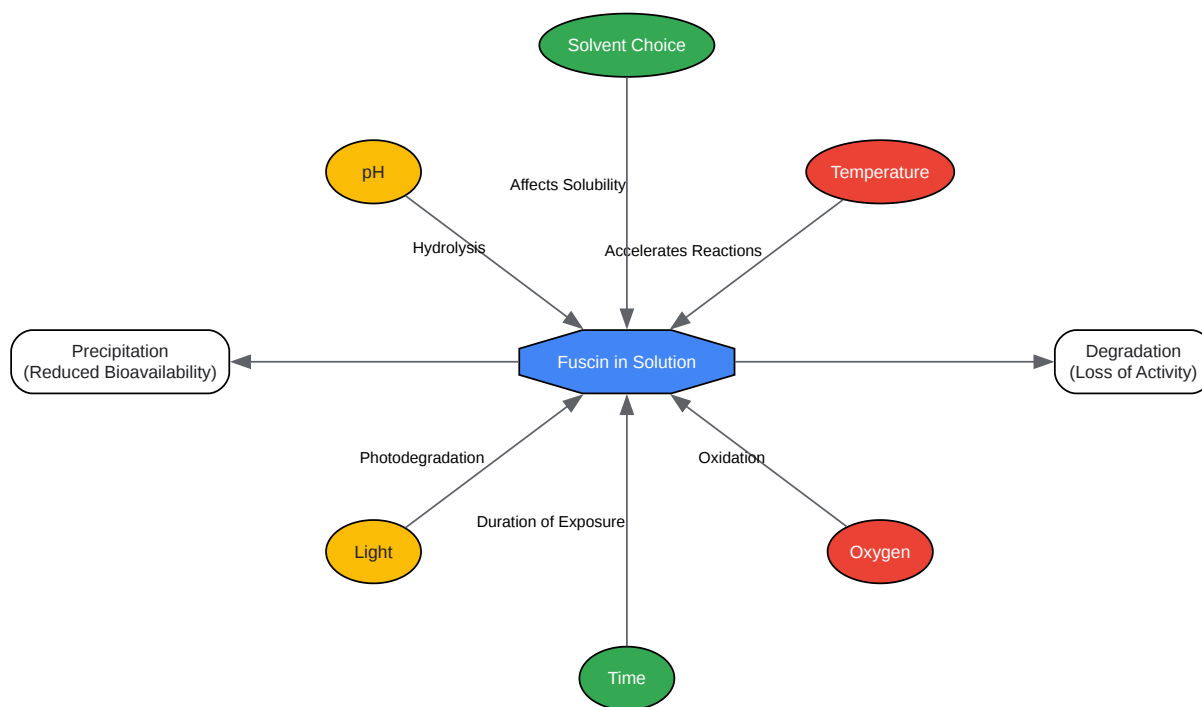 Solvent Choice
pH
Temperature
Affects Solubility
Hydrolysis
Accelerates Reactions
Precipitation
(Reduced Bioavailability)
Fuscin in Solution
Degradation
(Loss of Activity)
Photodegradation
Oxidation
Duration of Exposure
Light
Oxygen
Time